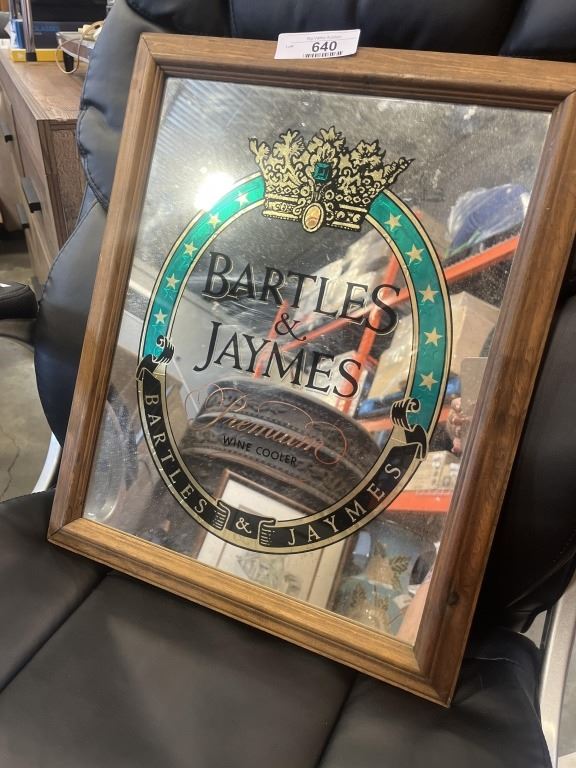 640
BARTLES
&
JAYMES
Premium
WINE COOLER
BARTLES & JAYMES